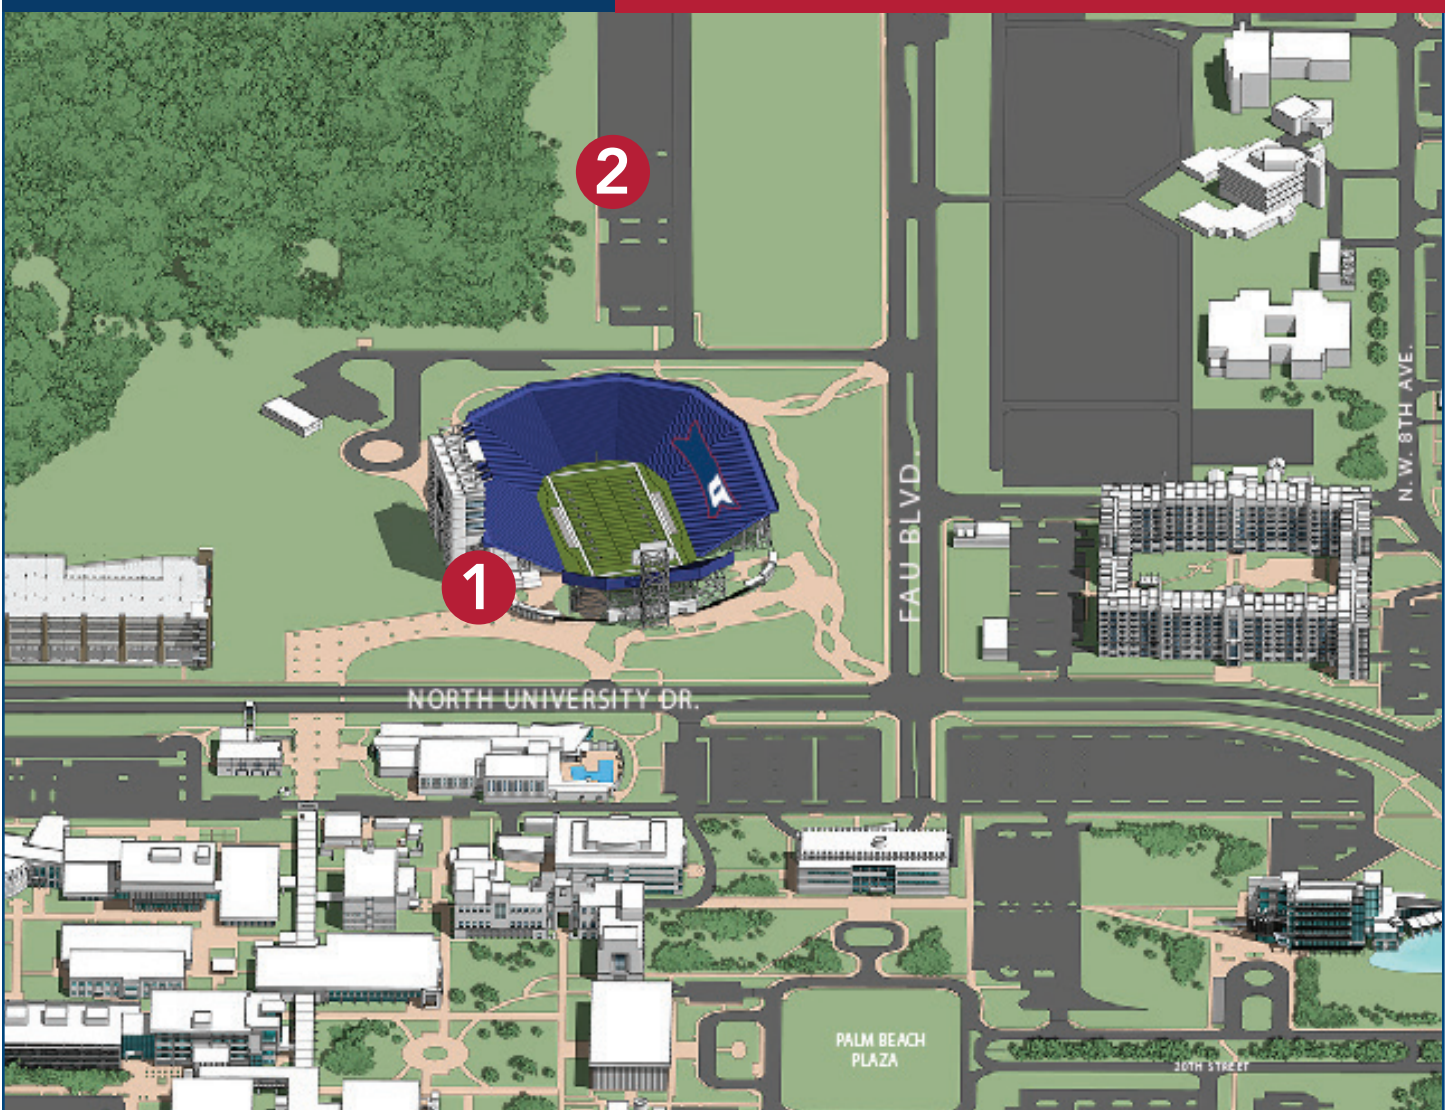 2
N.W. 8TH AVE.
FAU BLVD.
1
NORTH UNIVERSITY DR.
PALM BEACH
PLAZA
20TH STREET